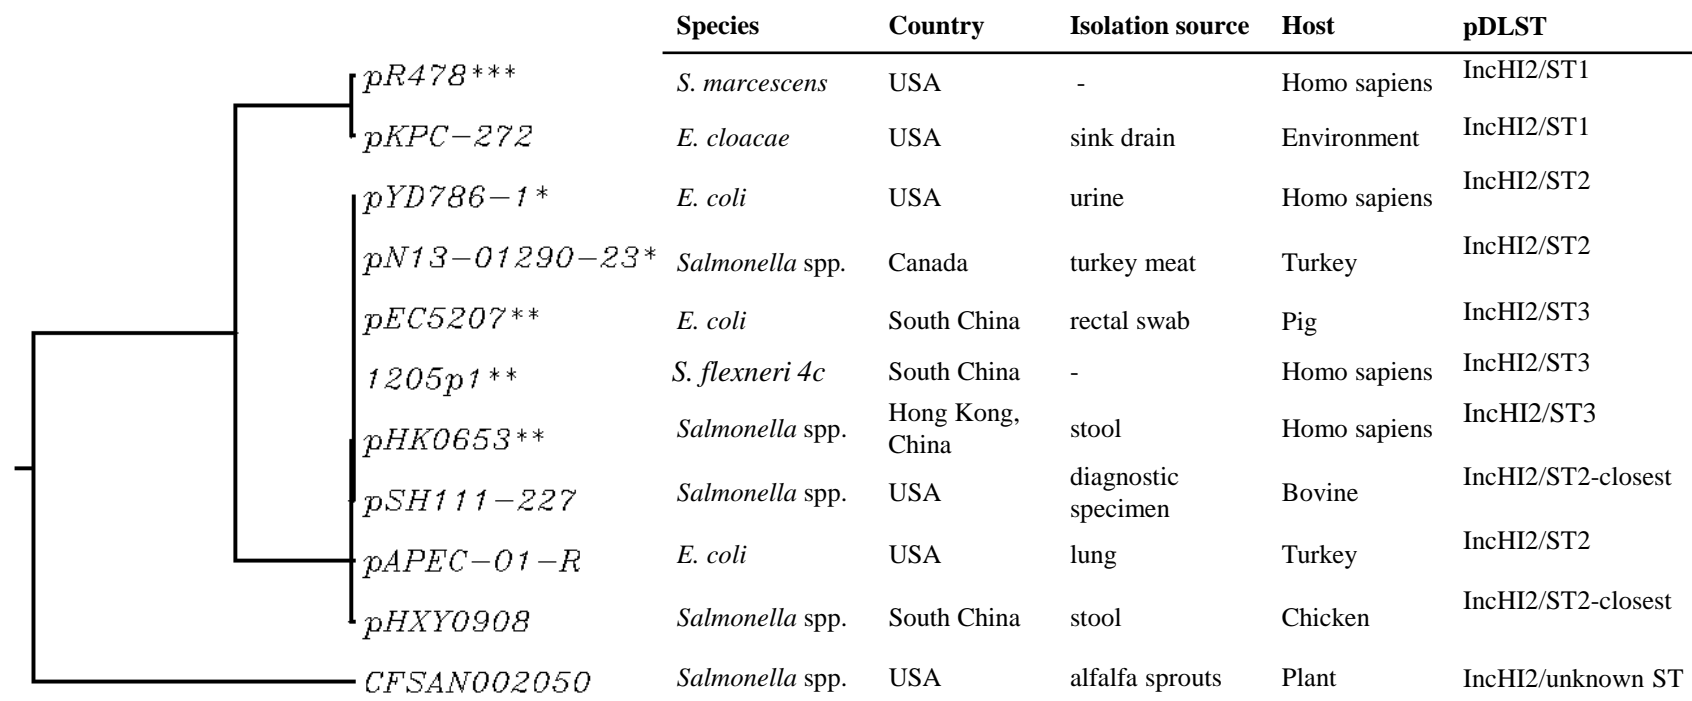 Species Country Isolation source Host pDLST
pR478*** S. marcescens USA - Homo sapiens IncHI2/ST1
pKPC-272 E. cloacae USA sink drain Environment IncHI2/ST1
pYD786-1* E. coli USA urine Homo sapiens IncHI2/ST2
pN13-01290-23* Salmonella spp. Canada turkey meat Turkey IncHI2/ST2
pEC5207** E. coli South China rectal swab Pig IncHI2/ST3
1205p1** S. flexneri 4c South China - Homo sapiens IncHI2/ST3
pHK0653** Salmonella spp. Hong Kong, China stool Homo sapiens IncHI2/ST3
pSH111-227 Salmonella spp. USA diagnostic specimen Bovine IncHI2/ST2-closest
pAPEC-O1-R E. coli USA lung Turkey IncHI2/ST2
pHXY0908 Salmonella spp. South China stool Chicken IncHI2/ST2-closest
CFSAN002050 Salmonella spp. USA alfalfa sprouts Plant IncHI2/unknown ST